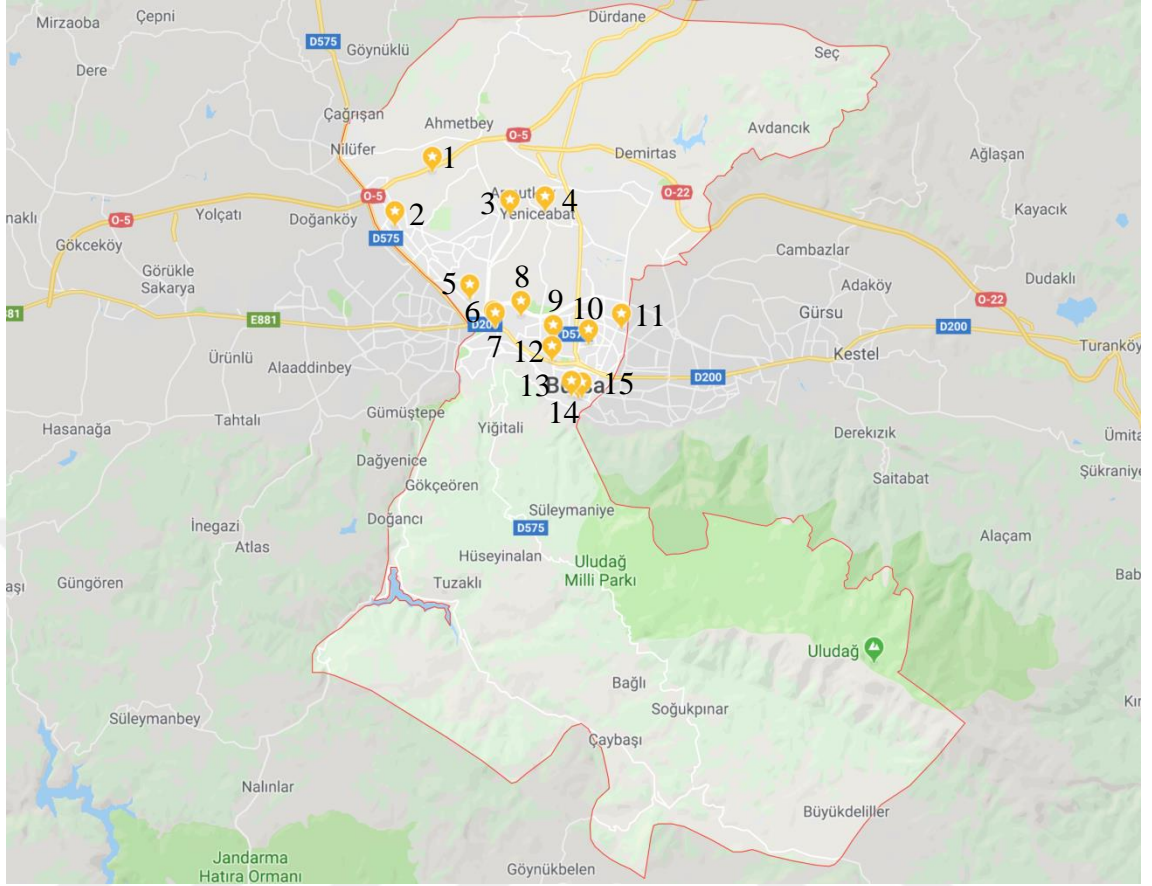 Mirzaoba
Çepni
Dürdane
D575
Göynüklü
Seç
Dere
Çağrışan
Ahmetbey
O-5
Avdancık
Nilüfer
1
Demirtaş
Ağlaşan
O-5
3
4
O-22
Yolçatı
Doğanköy
2
Yeniceabat
Kayacık
O-5
D575
Gökçeköy
Cambazlar
Görükle
Sakarya
5
8
Adaköy
Dudaklı
6
9
10
11
Gürsu
O-22
E881
D200
D200
7
12
Kestel
Turanköy
Ürünlü
Alaaddinbey
13
15
D200
14
Gümüştepe
Tahtalı
Hasanağa
Yiğitali
Derekızık
Dağyenice
Saitabat
Gökçeören
Süleymaniye
Doğancı
İnegazi
D575
Alaçam
Atlas
Hüseyinalan
Uludağ
Milli Parkı
Güngören
Tuzaklı
Uludağ
Bağlı
Soğukpınar
Süleymanbey
Çaybaşı
Nalınlar
Büyükdeliller
Jandarma
Hatıra Ormanı
Göynükbelen